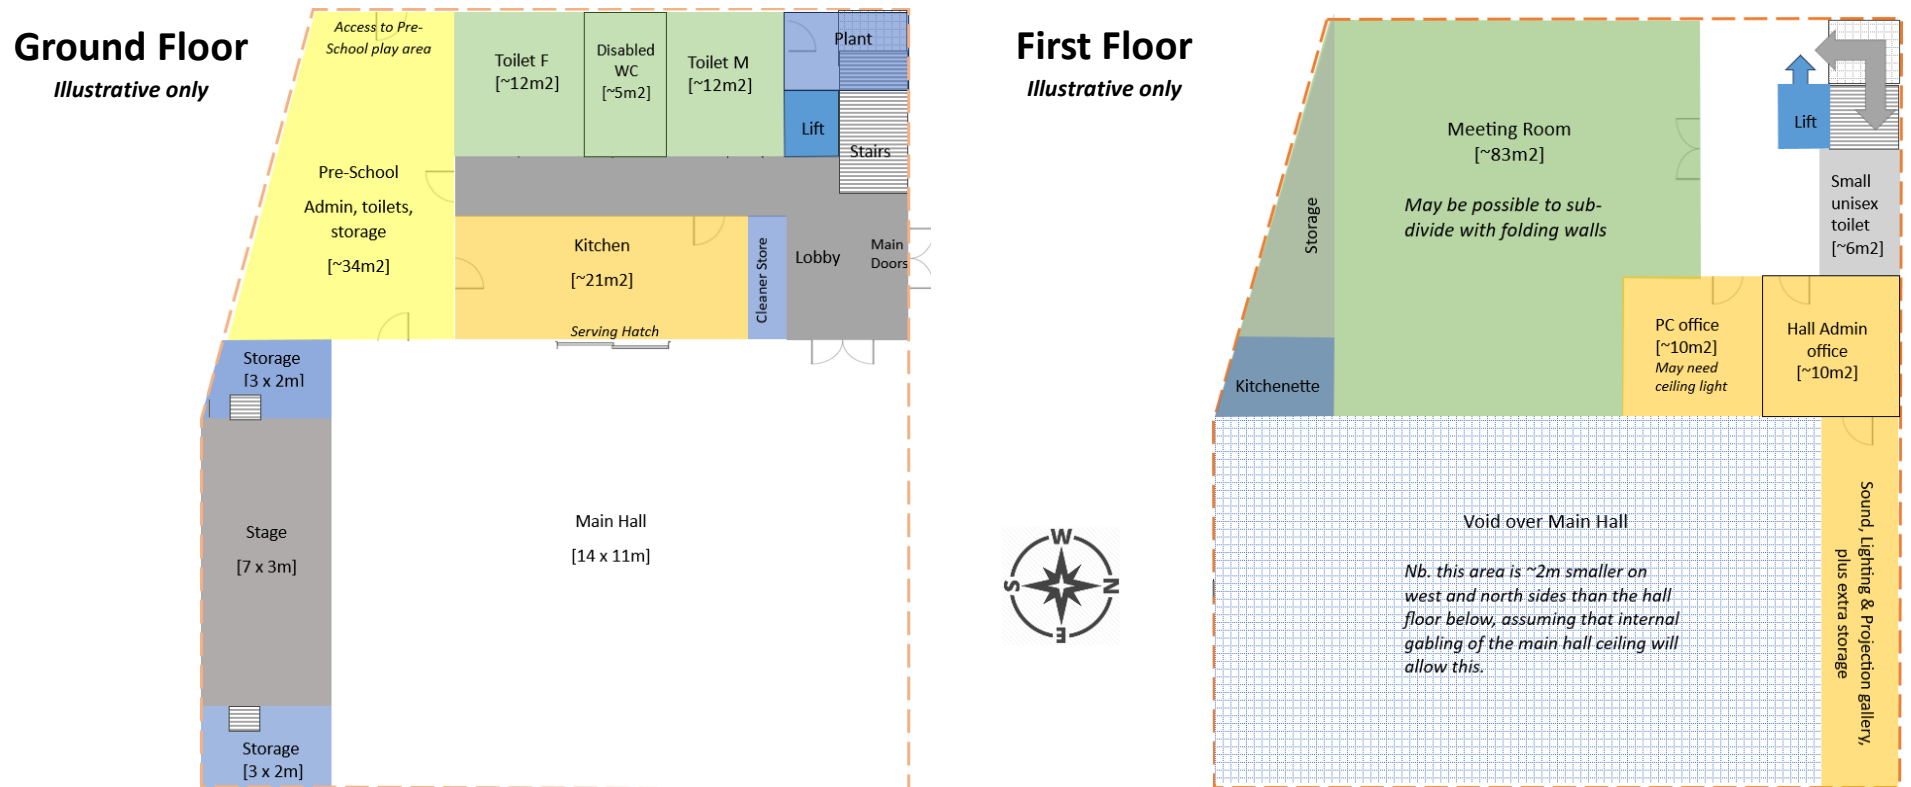 Ground Floor
Illustrative only
Access to Pre-
School play area
Toilet F
[~12m2]
Disabled
WC
[~5m2]
Toilet M
[~12m2]
Plant
Lift
Stairs
Pre-School
Admin, toilets,
storage
[~34m2]
Kitchen
[~21m2]
Serving Hatch
Cleaner Store
Lobby
Main
Doors
Storage
[3 x 2m]
Stage
[7 x 3m]
Storage
[3 x 2m]
Main Hall
[14 x 11m]
First Floor
Illustrative only
Meeting Room
[~83m2]
May be possible to sub-
divide with folding walls
Storage
Lift
Small
unisex
toilet
[~6m2]
PC office
[~10m2]
May need
ceiling light
Hall Admin
office
[~10m2]
Kitchenette
Void over Main Hall
Nb. this area is ~2m smaller on
west and north sides than the hall
floor below, assuming that internal
gabling of the main hall ceiling will
allow this.
Sound, Lighting & Projection gallery,
plus extra storage
W
S
N
E